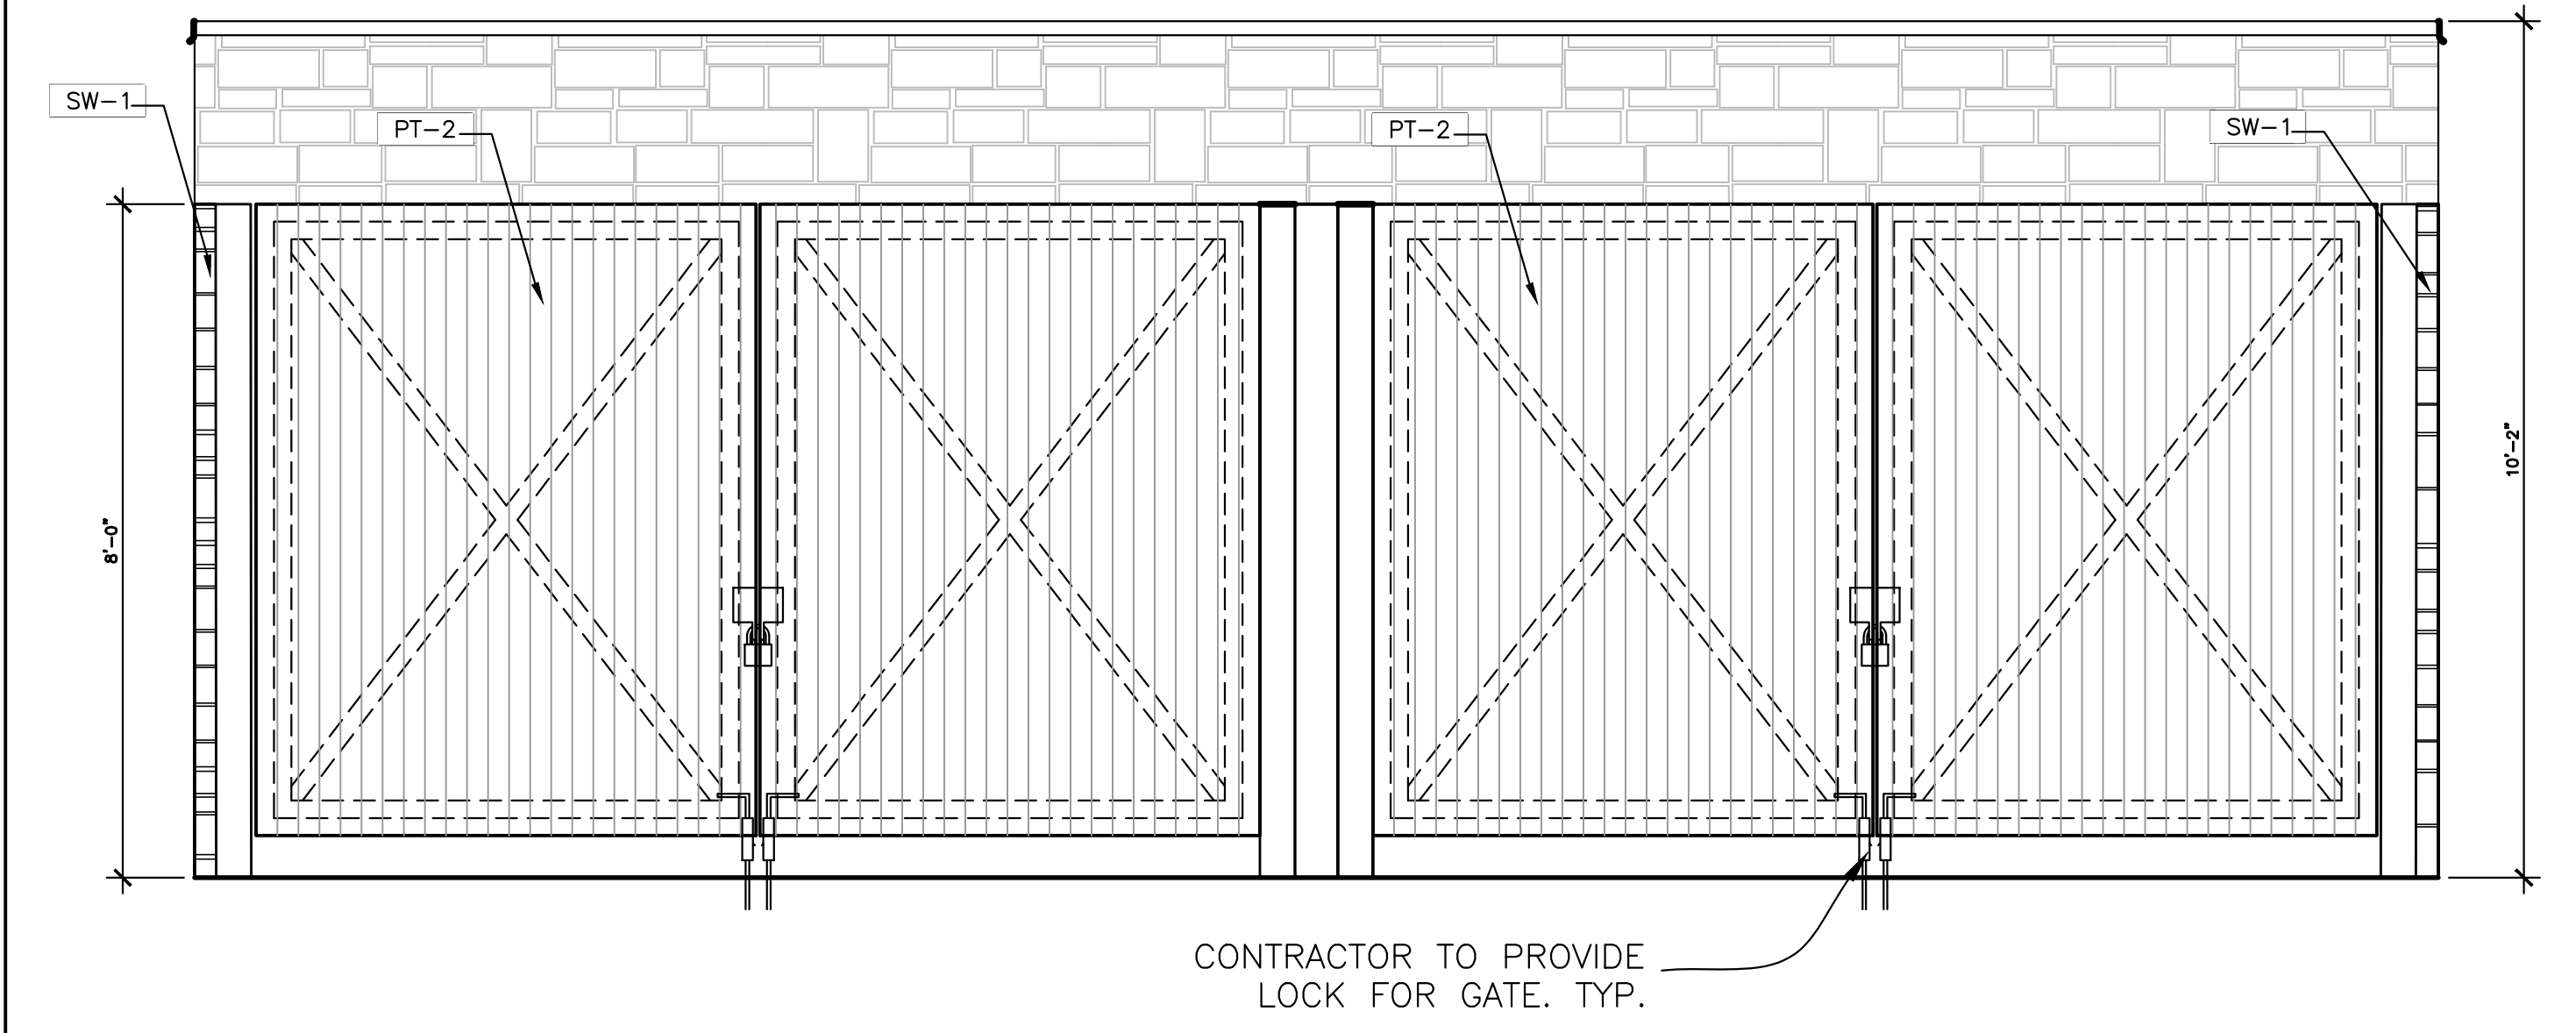 SW-1
PT-2
PT-2
SW-1
8'-0"
10'-2"
CONTRACTOR TO PROVIDE
LOCK FOR GATE. TYP.